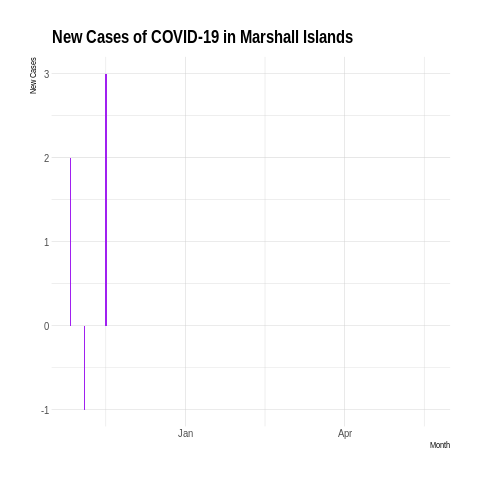 New Cases of COVID-19 in Marshall Islands
New Cases
3
2
1
0
-1
Jan
Apr
Month